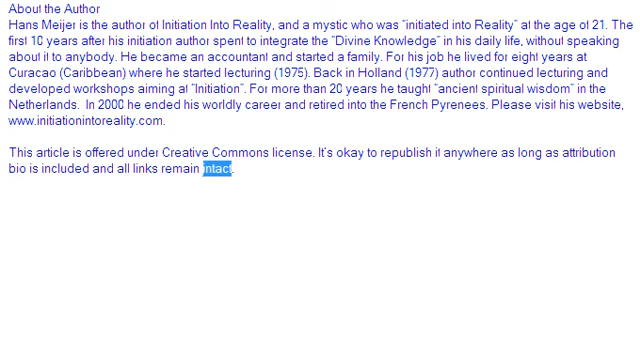 About the Author
Hans Meijer is the author of Initiation Into Reality, and a mystic who was "initiated into Reality" at the age of 21. The
first 10 years after his initiation author spent to integrate the "Divine Knowledge" in his daily life, without speaking
about it to anybody. He became an accountant and started a family. For his job he lived for eight years at
Curacao (Caribbean) where he started lecturing (1975). Back in Holland (1977) author continued lecturing and
developed workshops aiming at "Initiation". For more than 20 years he taught "ancient spiritual wisdom" in the
Netherlands. In 2000 he ended his worldly career and retired into the French Pyrenees. Please visit his website,
www.initiationintoreality.com.
This article is offered under Creative Commons license. It's okay to republish it anywhere as long as attribution
bio is included and all links remain intact.